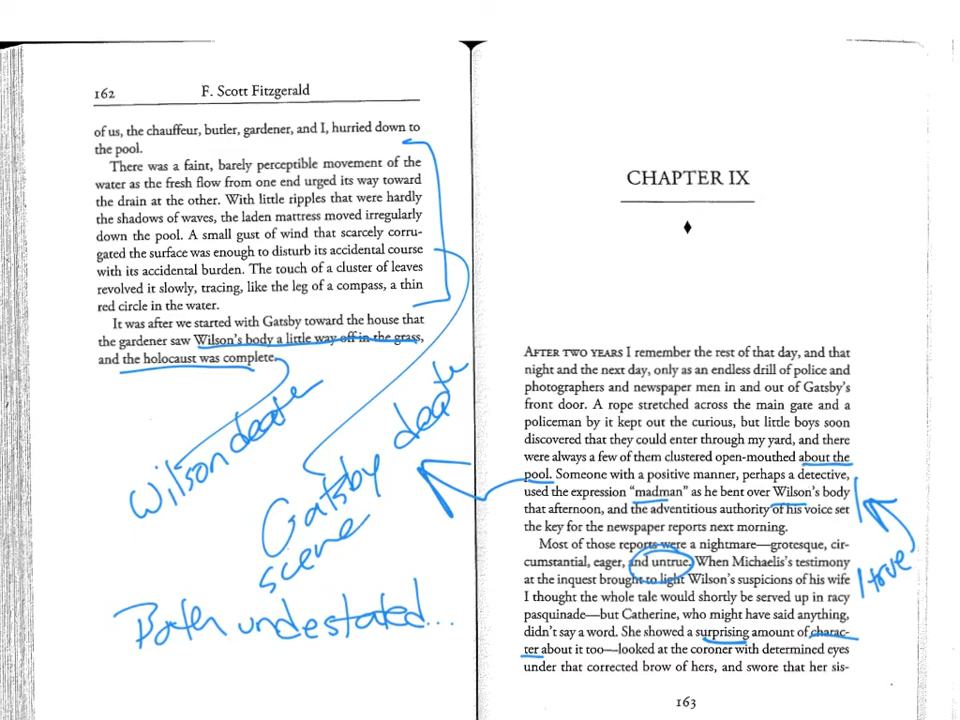 162
F. Scott Fitzgerald
of us, the chauffeur, butler, gardener, and I, hurried down to
the pool.
There was a faint, barely perceptible movement of the
water as the fresh flow from one end urged its way toward
the drain at the other. With little ripples that were hardly
the shadows of waves, the laden mattress moved irregularly
down the pool. A small gust of wind that scarcely corru-
gated the surface was enough to disturb its accidental course
with its accidental burden. The touch of a cluster of leaves
revolved it slowly, tracing, like the leg of a compass, a thin
red circle in the water.
It was after we started with Gatsby toward the house that
the gardener saw Wilson's body a little way off in the grass,
and the holocaust was complete.
Wilson death
Gatsby death
scene
Both understated...
CHAPTER IX
AFTER TWO YEARS I remember the rest of that day, and that
night and the next day, only as an endless drill of police and
photographers and newspaper men in and out of Gatsby's
front door. A rope stretched across the main gate and a
policeman by it kept out the curious, but little boys soon
discovered that they could enter through my yard, and there
were always a few of them clustered open-mouthed about the
pool. Someone with a positive manner, perhaps a detective,
used the expression "madman" as he bent over Wilson's body
that afternoon, and the adventitious authority of his voice set
the key for the newspaper reports next morning.
Most of those reports were a nightmare—grotesque, cir-
cumstantial, eager, and untrue. When Michaelis's testimony
at the inquest brought to light Wilson's suspicions of his wife
I thought the whole tale would shortly be served up in racy
pasquinade—but Catherine, who might have said anything,
didn't say a word. She showed a surprising amount of charac-
ter about it too—looked at the coroner with determined eyes
under that corrected brow of hers, and swore that her sis-
true
163